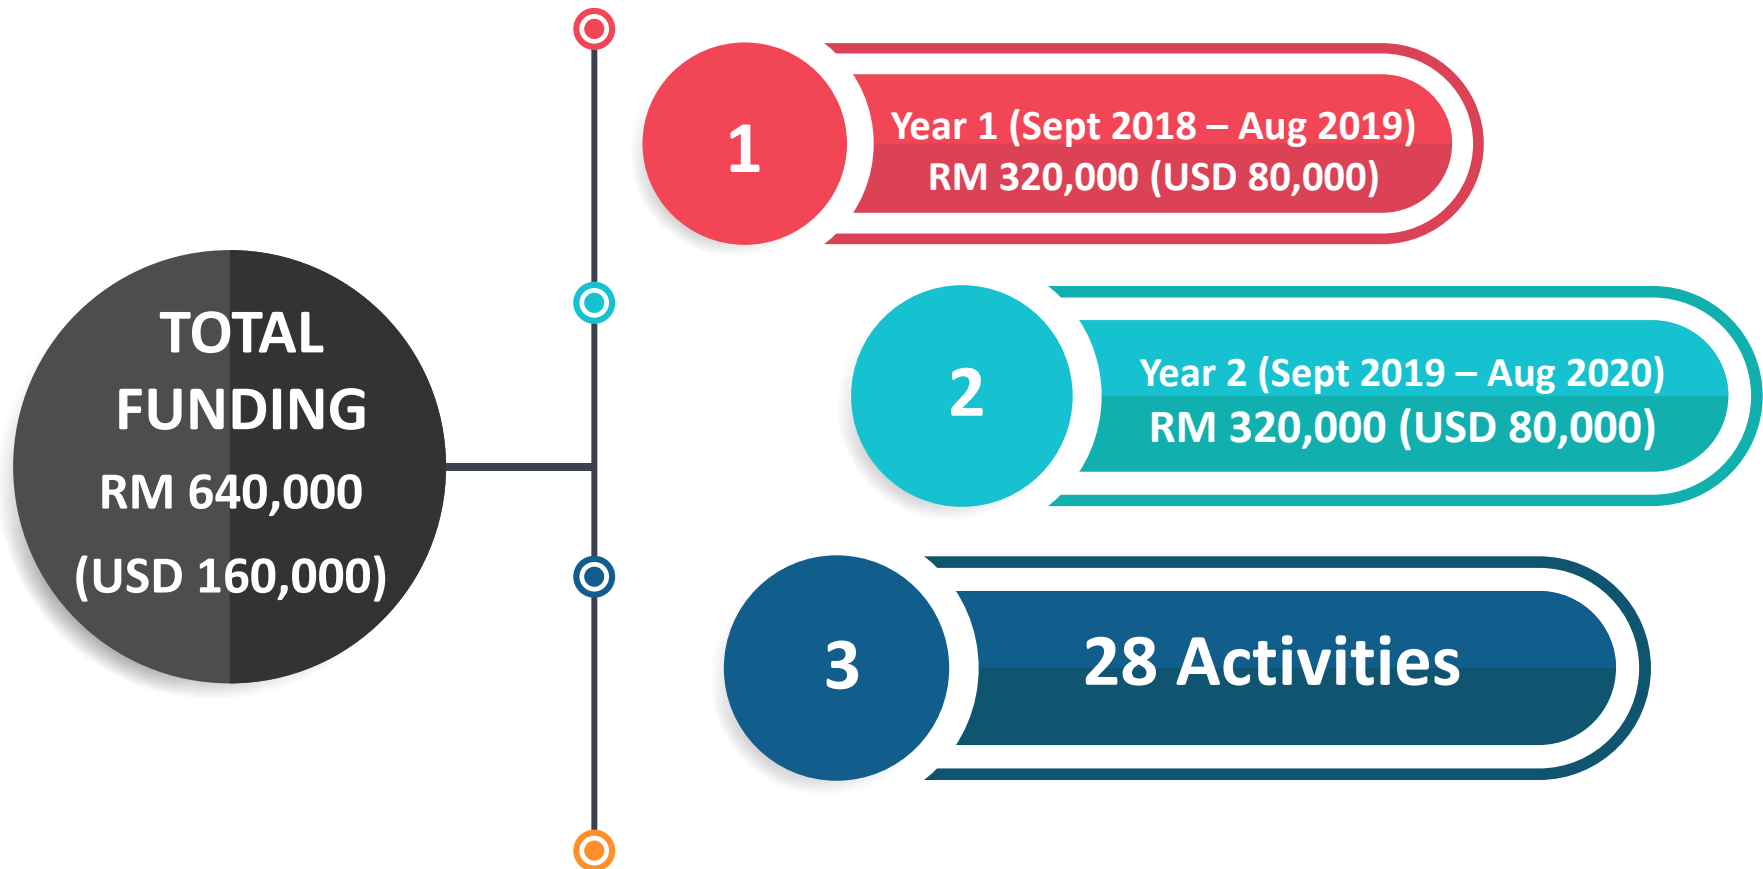 TOTAL
FUNDING
RM 640,000
(USD 160,000)
1
Year 1 (Sept 2018 – Aug 2019)
RM 320,000 (USD 80,000)
2
Year 2 (Sept 2019 – Aug 2020)
RM 320,000 (USD 80,000)
3
28 Activities